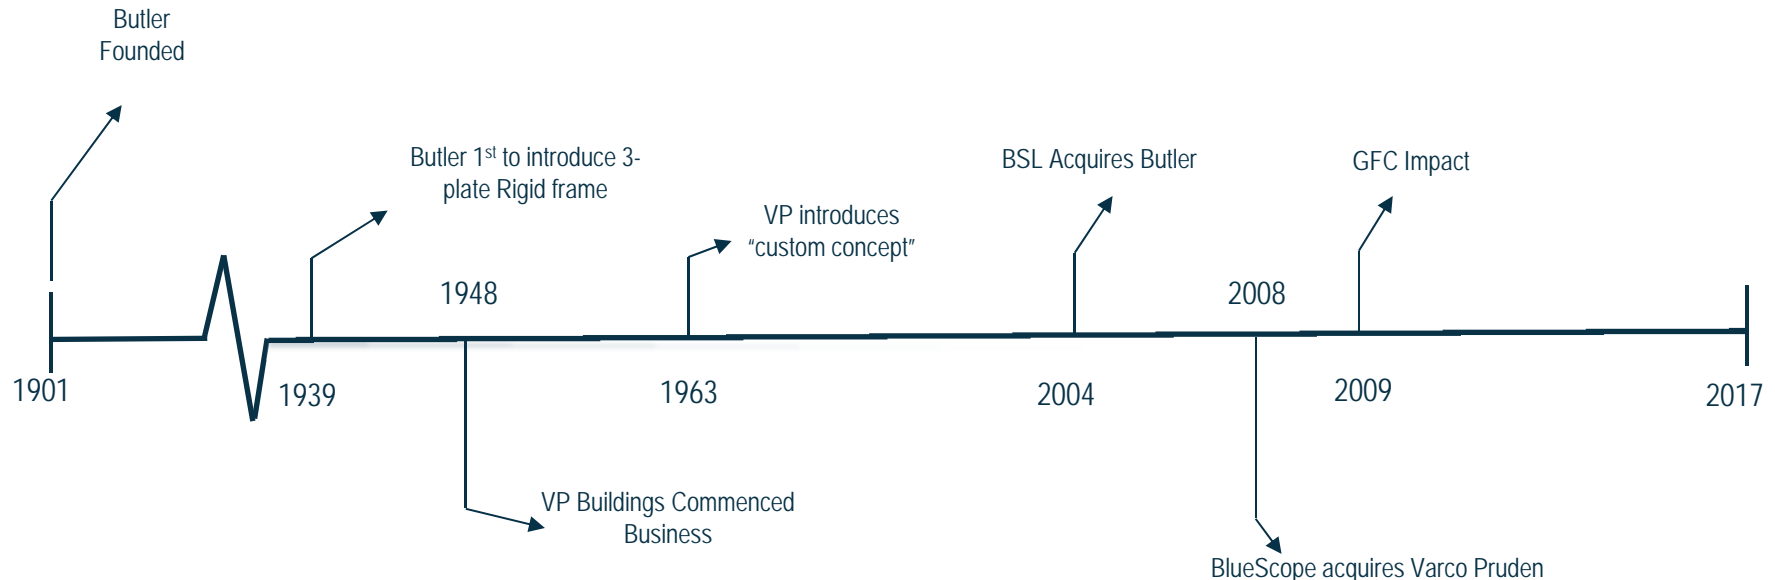 Butler
Founded
Butler 1st to introduce 3-
plate Rigid frame
VP introduces
“custom concept”
BSL Acquires Butler
GFC Impact
1948
2008
1901
1939
1963
2004
2009
2017
VP Buildings Commenced
Business
BlueScope acquires Varco Pruden